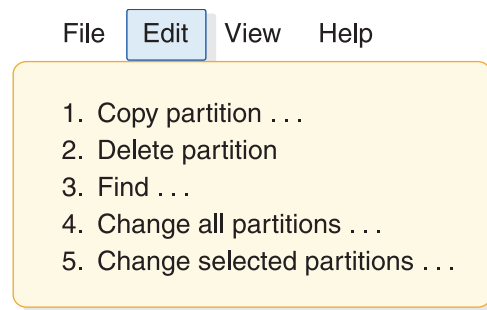 File Edit View Help
1. Copy partition . . .
2. Delete partition
3. Find . . .
4. Change all partitions . . .
5. Change selected partitions . . .